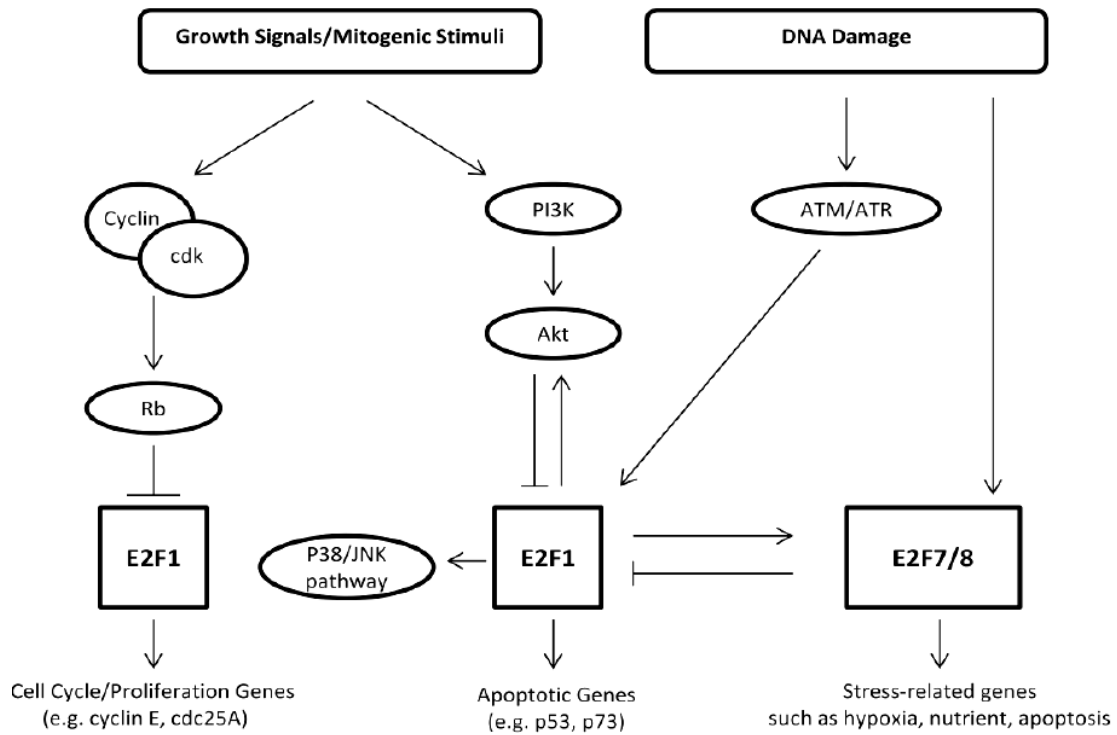 Growth Signals/Mitogenic Stimuli
DNA Damage
Cyclin
cdk
PI3K
ATM/ATR
Akt
Rb
E2F1
P38/JNK
pathway
E2F1
E2F7/8
Cell Cycle/Proliferation Genes
(e.g. cyclin E, cdc25A)
Apoptotic Genes
(e.g. p53, p73)
Stress-related genes
such as hypoxia, nutrient, apoptosis